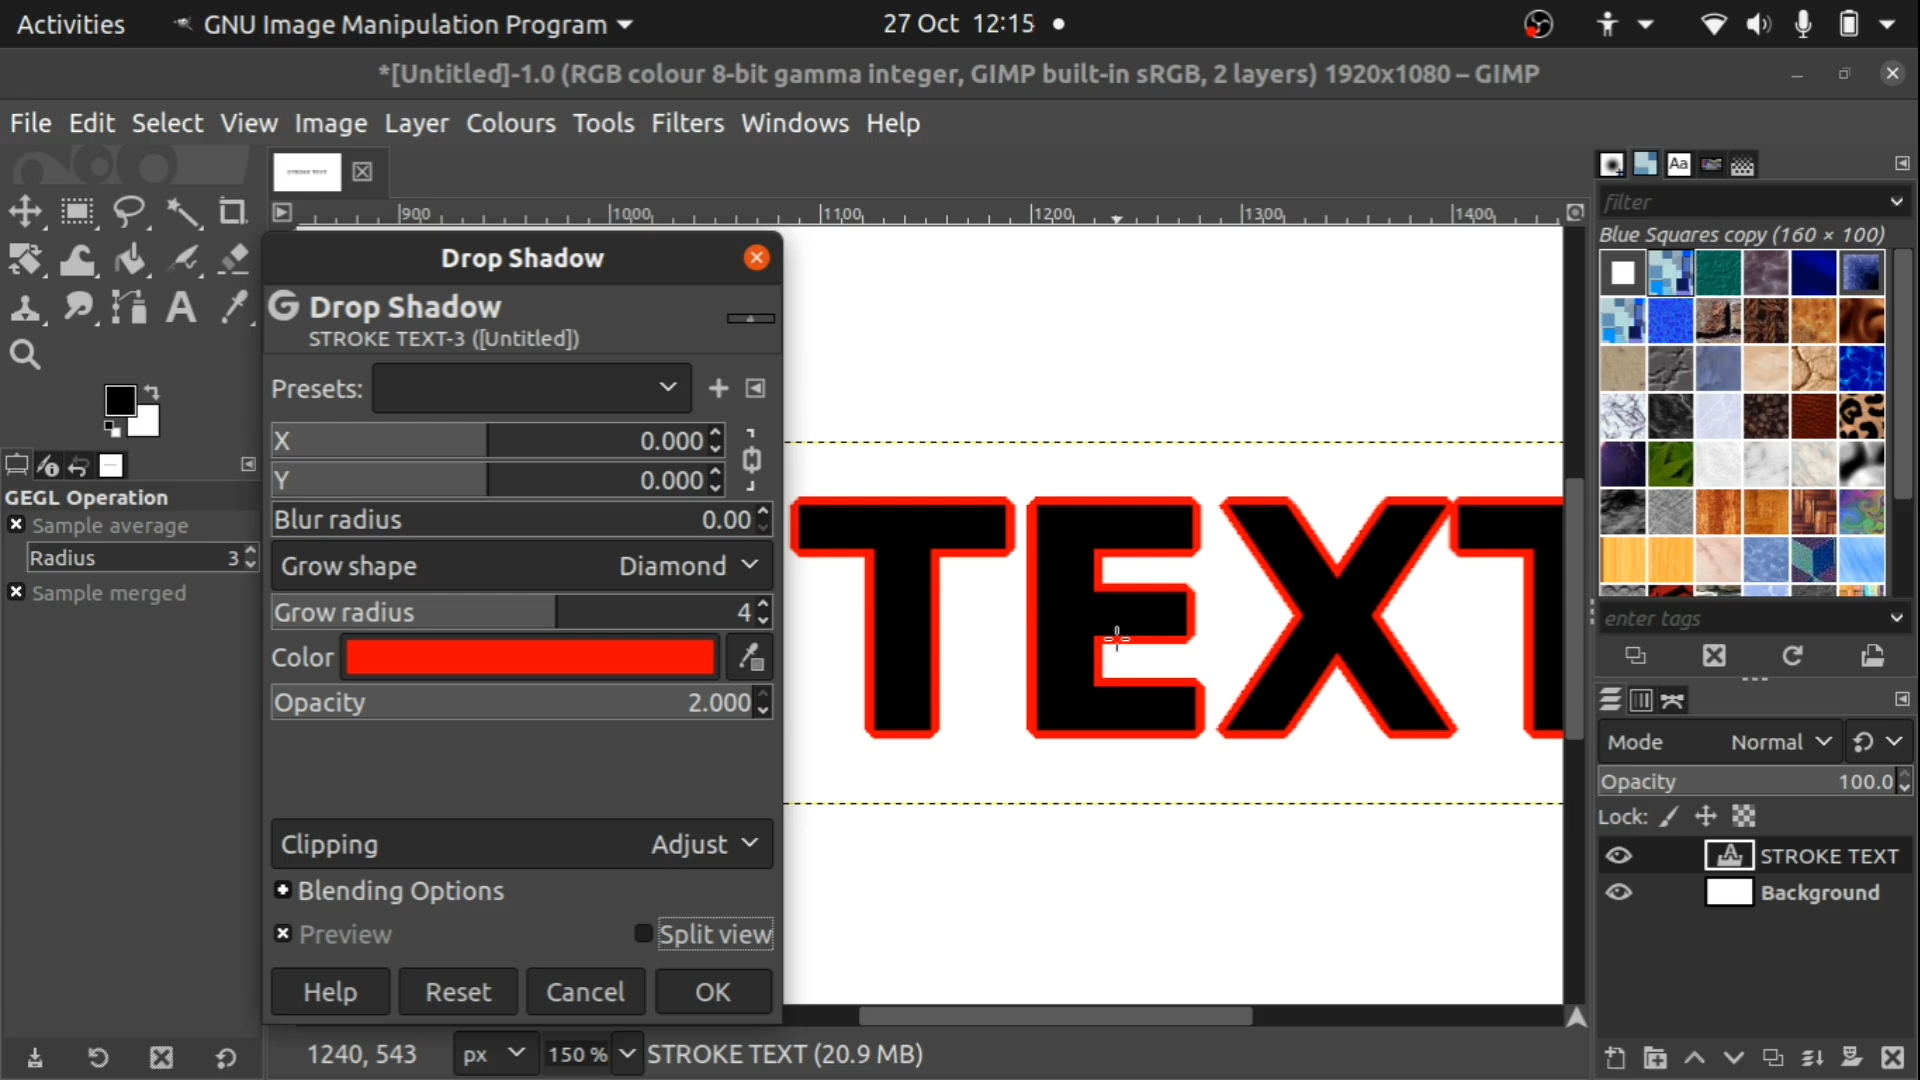 Activities GNU Image Manipulation Program 27 Oct 12:15
*[Untitled]-1.0 (RGB colour 8-bit gamma integer, GIMP built-in sRGB, 2 layers) 1920x1080 – GIMP
File Edit Select View Image Layer Colours Tools Filters Windows Help
STROKE TEXT
Aa
900 1000 1100 1200 1300 1400
filter
Blue Squares copy (160 × 100)
Drop Shadow
Drop Shadow
STROKE TEXT-3 ([Untitled])
Presets:
X 0.000
Y 0.000
Blur radius 0.00
Grow shape Diamond
Grow radius 4
Color
Opacity 2.000
Clipping Adjust
Blending Options
Preview Split view
Help Reset Cancel OK
GEGL Operation
Sample average
Radius 3
Sample merged
TEXT
enter tags
Mode Normal
Opacity 100.0
Lock:
STROKE TEXT
Background
1240, 543 px 150 % STROKE TEXT (20.9 MB)